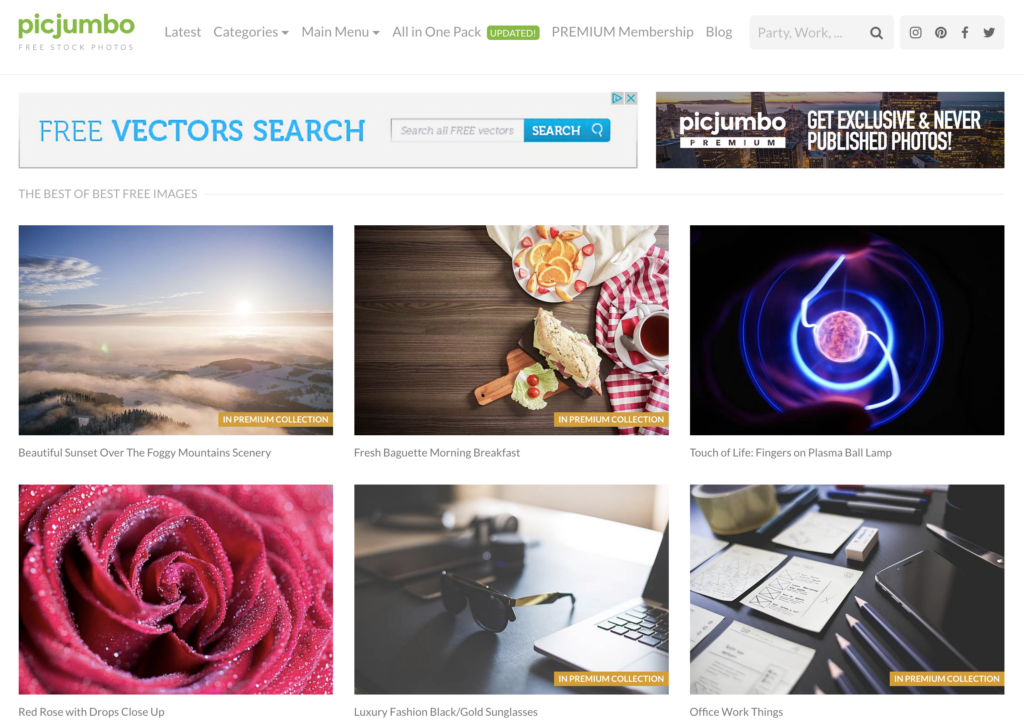 picjumbo
FREE STOCK PHOTOS
Latest Categories Main Menu All in One Pack UPDATED! PREMIUM Membership Blog Party, Work, ...
FREE VECTORS SEARCH
Search all FREE vectors SEARCH
picjumbo
PREMIUM
GET EXCLUSIVE & NEVER
PUBLISHED PHOTOS!
THE BEST OF BEST FREE IMAGES
IN PREMIUM COLLECTION
IN PREMIUM COLLECTION
Beautiful Sunset Over The Foggy Mountains Scenery
Fresh Baguette Morning Breakfast
Touch of Life: Fingers on Plasma Ball Lamp
IN PREMIUM COLLECTION
IN PREMIUM COLLECTION
Red Rose with Drops Close Up
Luxury Fashion Black/Gold Sunglasses
Office Work Things